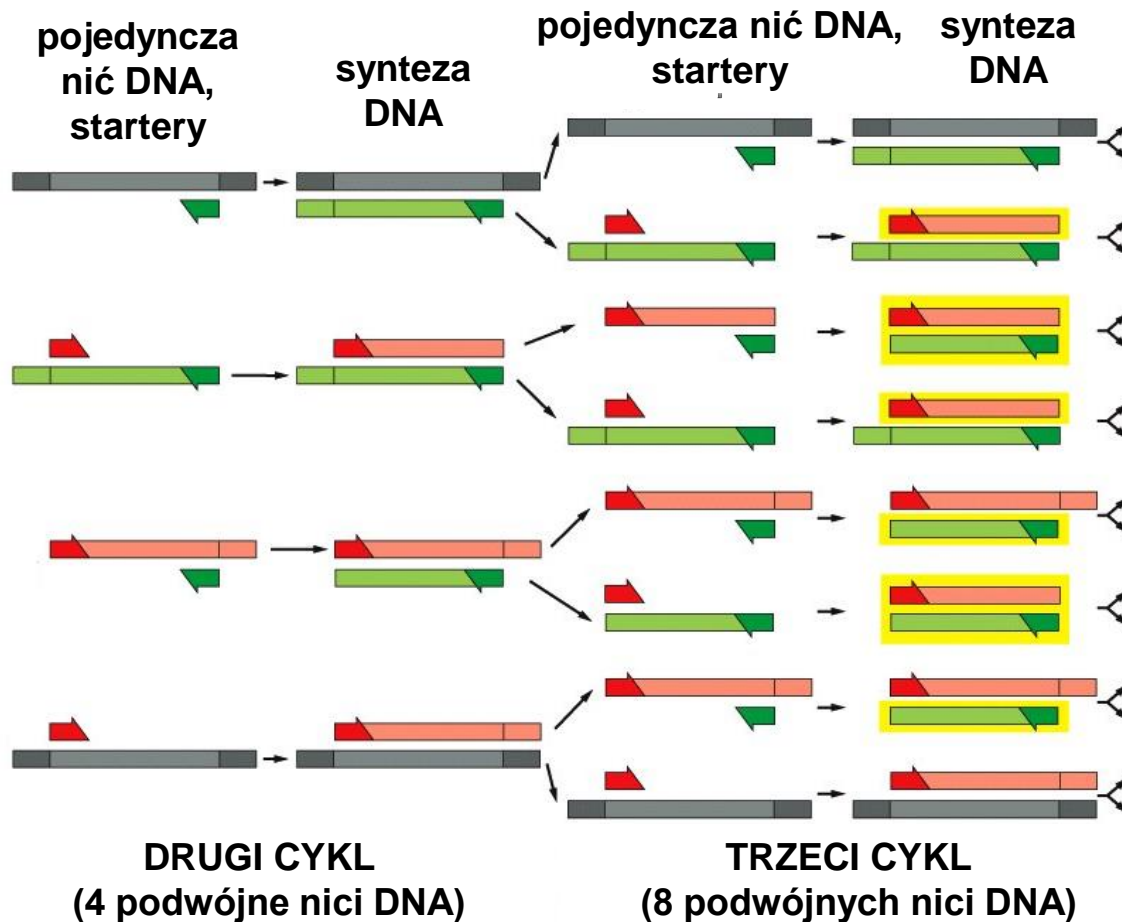 pojedyncza
nić DNA,
startery
synteza
DNA
pojedyncza nić DNA,
startery
synteza
DNA
DRUGI CYKL
(4 podwójne nici DNA)
TRZECI CYKL
(8 podwójnych nici DNA)